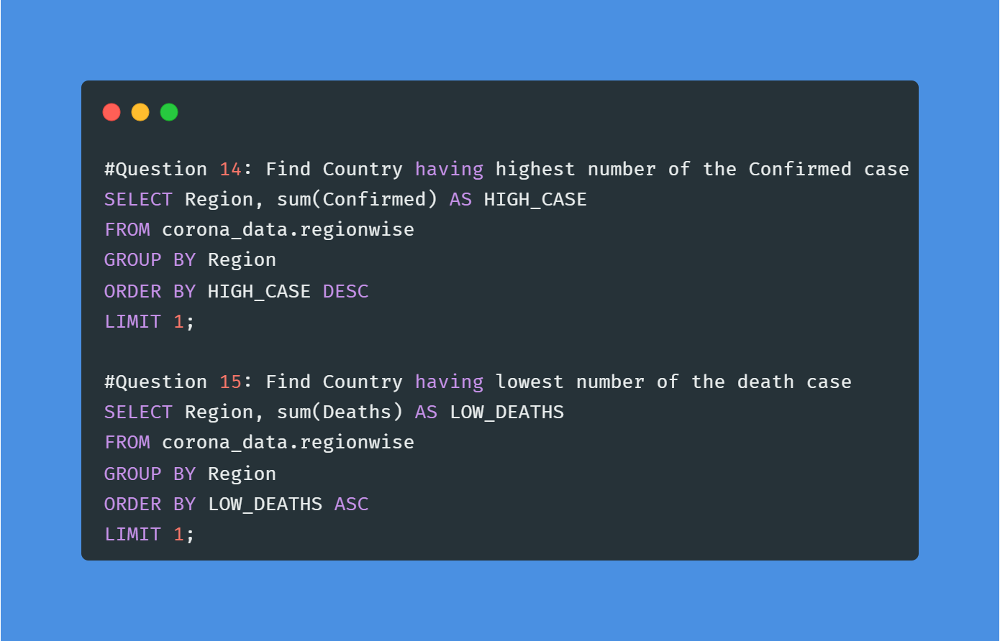 #Question 14: Find Country having highest number of the Confirmed case
SELECT Region, sum(Confirmed) AS HIGH_CASE
FROM corona_data.regionwise
GROUP BY Region
ORDER BY HIGH_CASE DESC
LIMIT 1;
#Question 15: Find Country having lowest number of the death case
SELECT Region, sum(Deaths) AS LOW_DEATHS
FROM corona_data.regionwise
GROUP BY Region
ORDER BY LOW_DEATHS ASC
LIMIT 1;